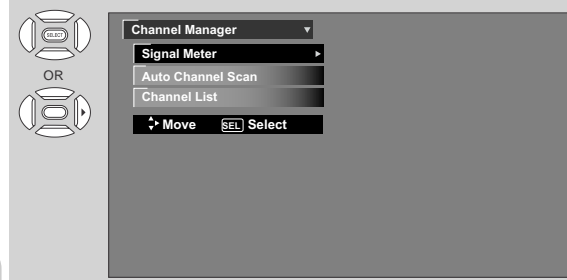 SELECT
OR
Channel Manager
Signal Meter
Auto Channel Scan
Channel List
Move SEL Select